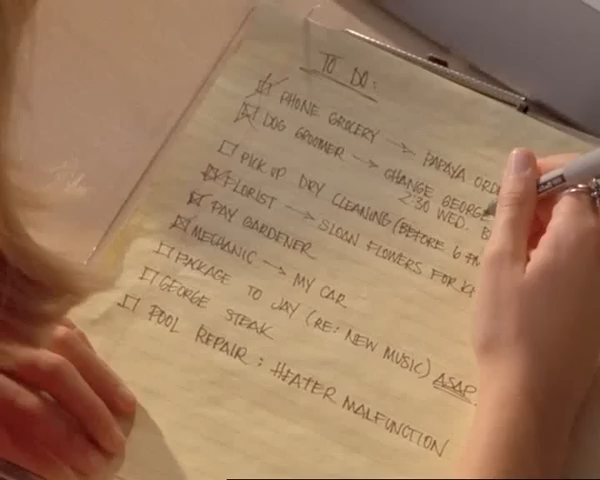 TO DO:
PHONE GROCERY → PAPAYA ORD
DOG GROOMER → CHANGE GEORGE
2:30 WED. B
PICK UP DRY CLEANING (BEFORE 6 PM
FLORIST → SLOAN FLOWERS FOR
PAY GARDENER
MECHANIC → MY CAR
PACKAGE TO JAY (RE: NEW MUSIC) ASAP
GEORGE STEAK
POOL REPAIR : HEATER MALFUNCTION